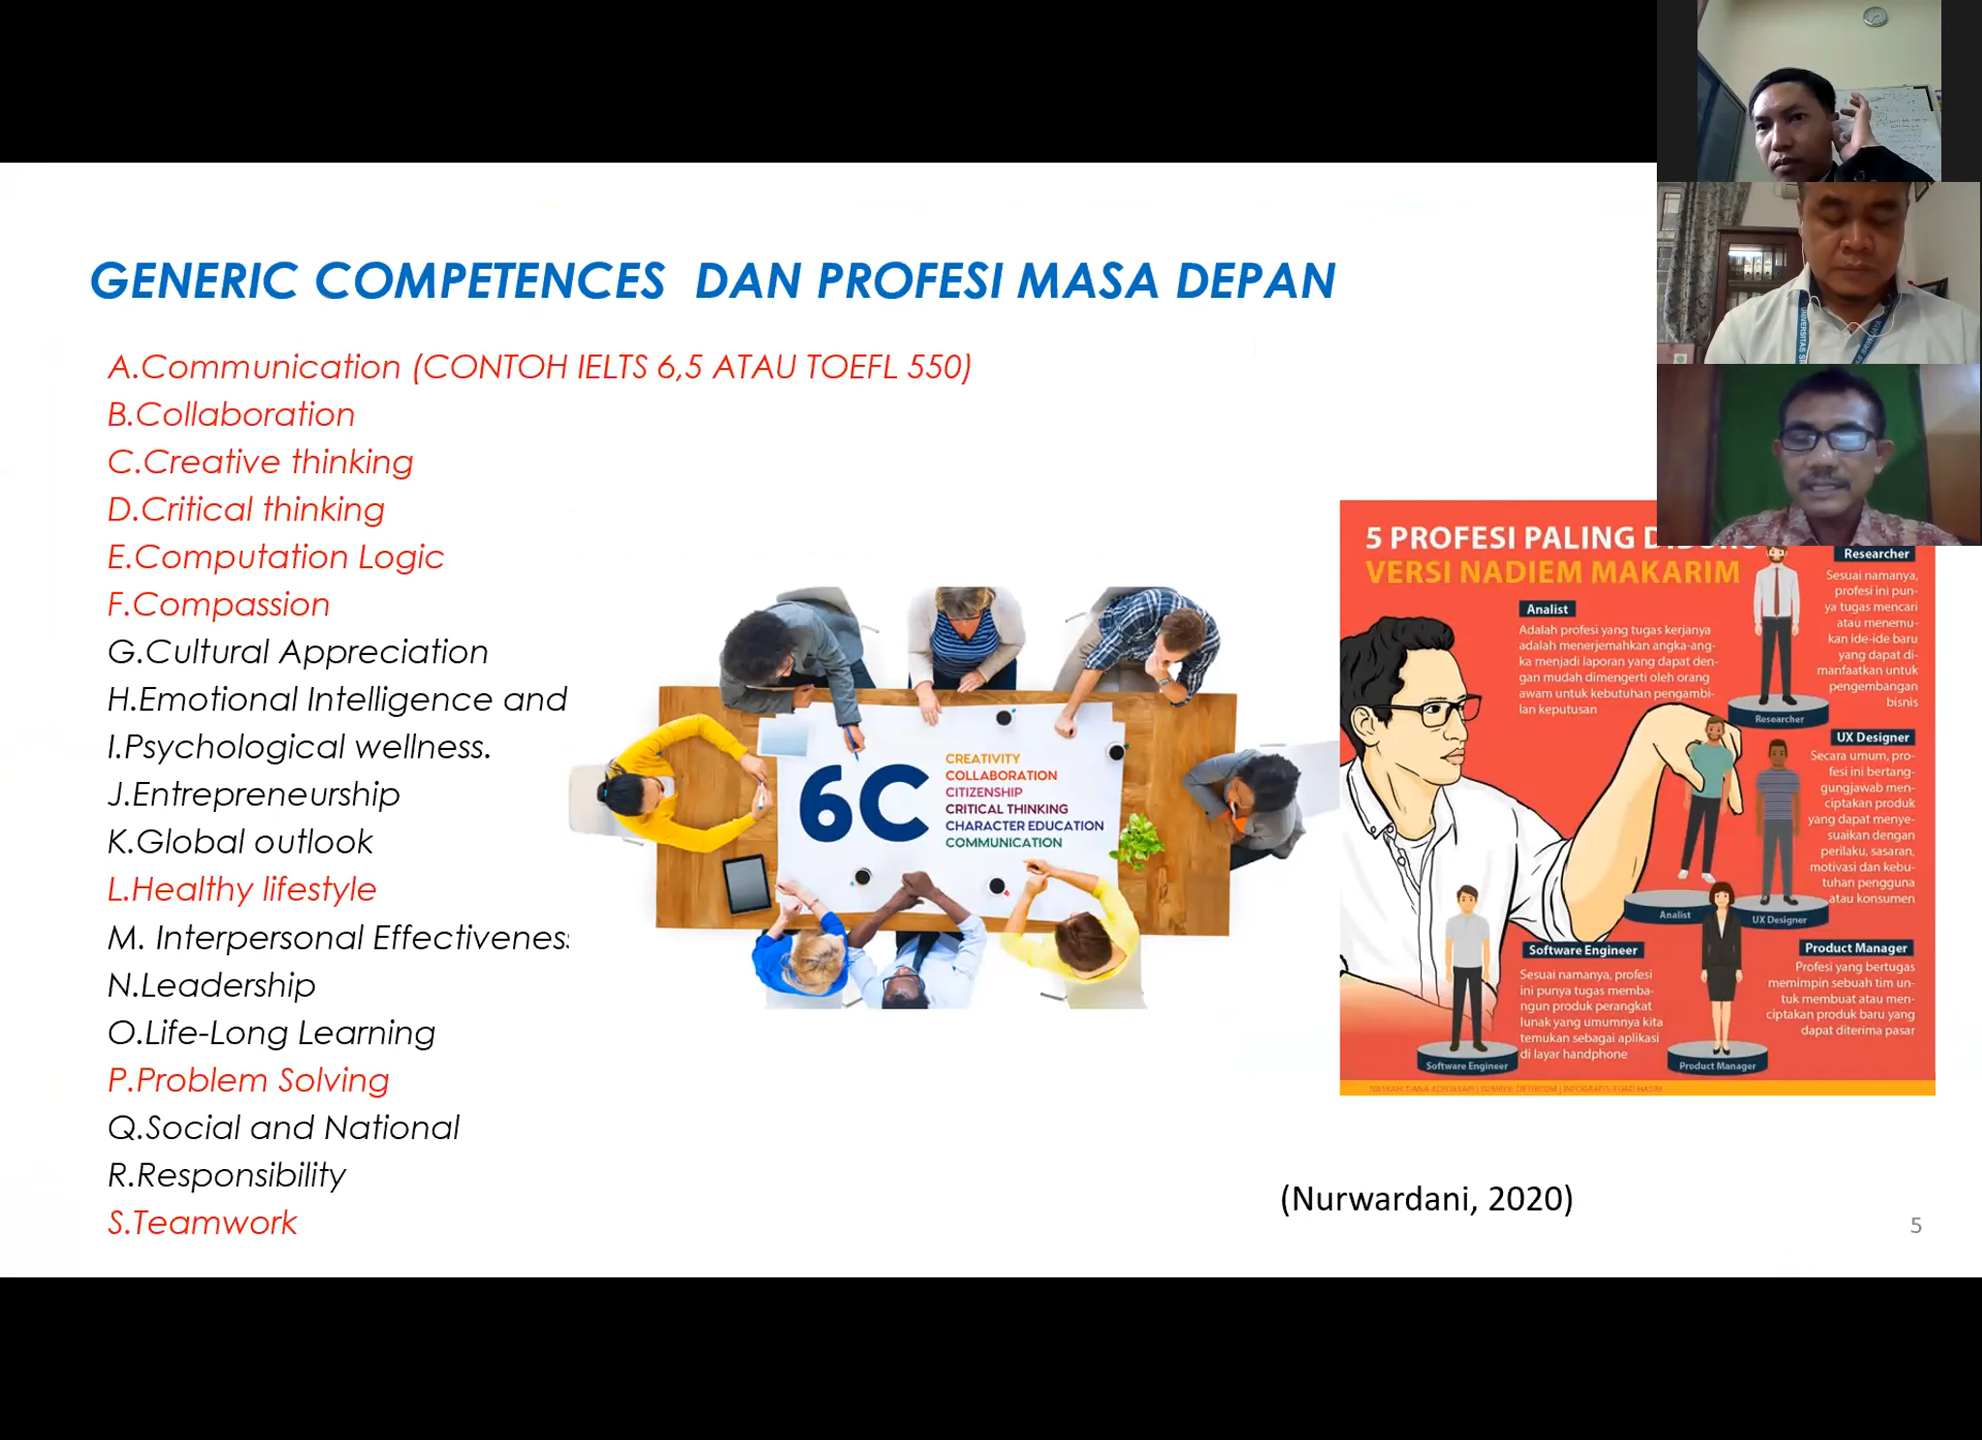 GENERIC COMPETENCES DAN PROFESI MASA DEPAN
A.Communication (CONTOH IELTS 6,5 ATAU TOEFL 550)
B.Collaboration
C.Creative thinking
D.Critical thinking
E.Computation Logic
F.Compassion
G.Cultural Appreciation
H.Emotional Intelligence and
I.Psychological wellness.
J.Entrepreneurship
K.Global outlook
L.Healthy lifestyle
M. Interpersonal Effectiveness
N.Leadership
O.Life-Long Learning
P.Problem Solving
Q.Social and National
R.Responsibility
S.Teamwork
6C
CREATIVITY
COLLABORATION
CITIZENSHIP
CRITICAL THINKING
CHARACTER EDUCATION
COMMUNICATION
5 PROFESI PALING
VERSI NADIEM MAKARIM
Analist
Adalah profesi yang tugas kerjanya
adalah menerjemahkan angka-ang-
ka menjadi laporan yang dapat den-
gan mudah dimengerti oleh orang
awam untuk kebutuhan pengambi-
lan keputusan
Researcher
Sesuai namanya,
profesi ini pun-
ya tugas mencari
atau menemu-
kan ide-ide baru
yang dapat di-
manfaatkan untuk
pengembangan
bisnis
Researcher
UX Designer
Secara umum, pro-
fesi ini bertang-
gungjawab men-
ciptakan produk
yang dapat menye-
suaikan dengan
perilaku, sasaran,
motivasi dan kebu-
tuhan pengguna
atau konsumen
Analist
UX Designer
Software Engineer
Sesuai namanya, profesi
ini punya tugas memba-
ngun produk perangkat
lunak yang umumnya kita
temukan sebagai aplikasi
di layar handphone
Software Engineer
Product Manager
Profesi yang bertugas
memimpin sebuah tim un-
tuk membuat atau men-
ciptakan produk baru yang
dapat diterima pasar
Product Manager
(Nurwardani, 2020)
5
UNIVERSITAS